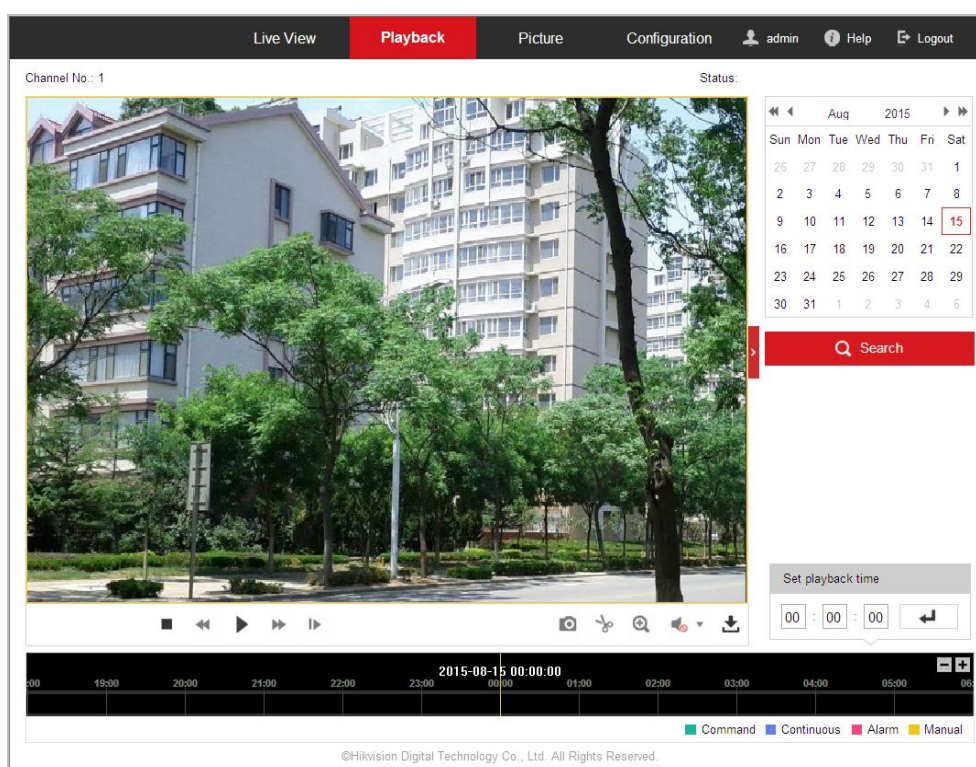 Live View Playback Picture Configuration admin Help Logout
Channel No.: 1 Status:
Aug 2015
Sun Mon Tue Wed Thu Fri Sat
26 27 28 29 30 31 1
2 3 4 5 6 7 8
9 10 11 12 13 14 15
16 17 18 19 20 21 22
23 24 25 26 27 28 29
30 31 1 2 3 4 5
Search
Set playback time
00 : 00 : 00
2015-08-15 00:00:00
:00 19:00 20:00 21:00 22:00 23:00 00:00 01:00 02:00 03:00 04:00 05:00 06:
Command Continuous Alarm Manual
©Hikvision Digital Technology Co., Ltd. All Rights Reserved.